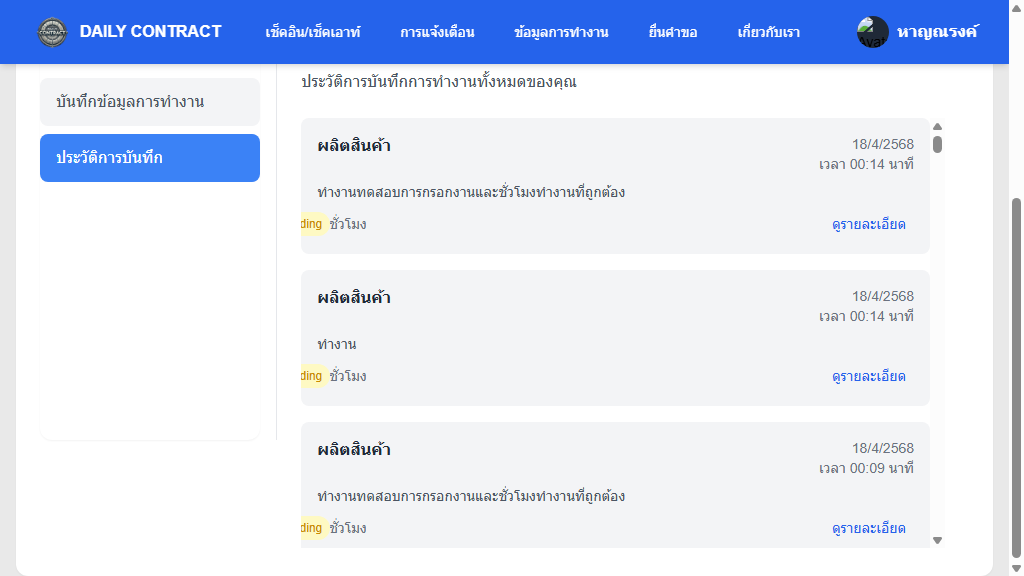 DAILY CONTRACT
เช็คอิน/เช็คเอาท์
การแจ้งเตือน
ข้อมูลการทำงาน
ยื่นคำขอ
เกี่ยวกับเรา
หาญณรงค์
บันทึกข้อมูลการทำงาน
ประวัติการบันทึก
ประวัติการบันทึกการทำงานทั้งหมดของคุณ
ผลิตสินค้า
18/4/2568
เวลา 00:14 นาที
ทำงานทดสอบการกรอกงานและชั่วโมงทำงานที่ถูกต้อง
ding ชั่วโมง
ดูรายละเอียด
ผลิตสินค้า
18/4/2568
เวลา 00:14 นาที
ทำงาน
ding ชั่วโมง
ดูรายละเอียด
ผลิตสินค้า
18/4/2568
เวลา 00:09 นาที
ทำงานทดสอบการกรอกงานและชั่วโมงทำงานที่ถูกต้อง
ding ชั่วโมง
ดูรายละเอียด